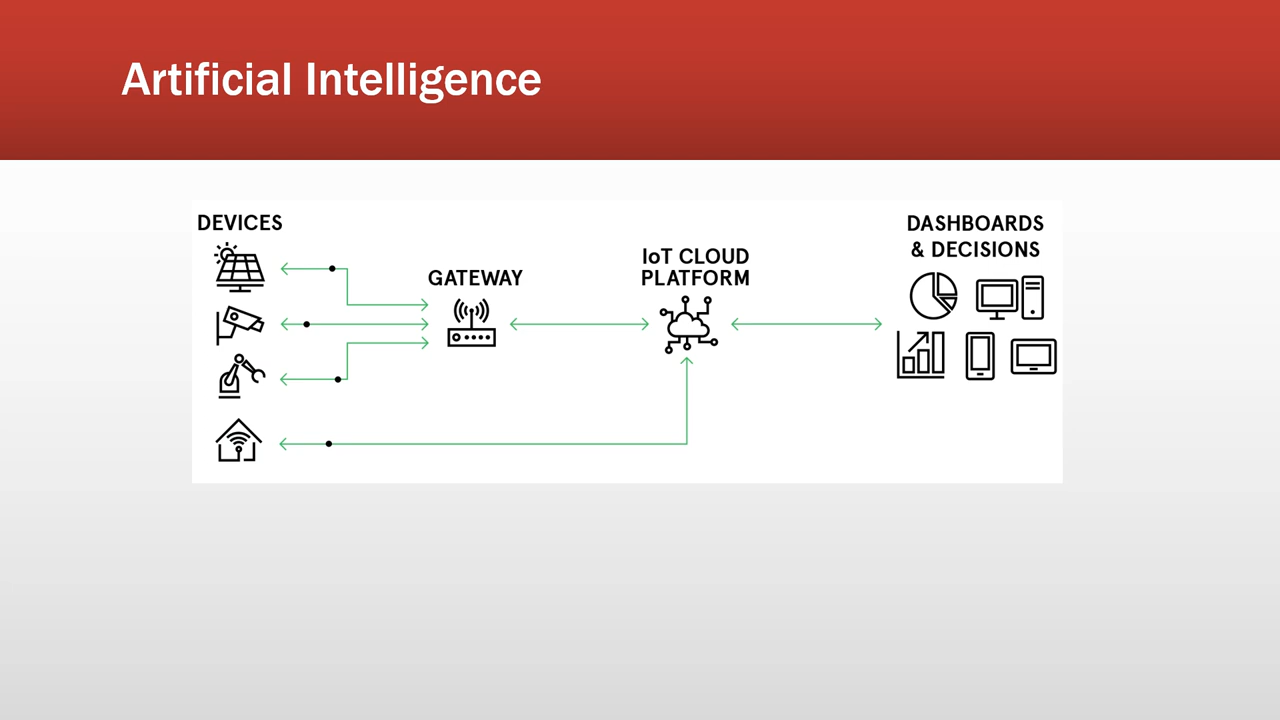 Artificial Intelligence
DEVICES
GATEWAY
IoT CLOUD
PLATFORM
DASHBOARDS
& DECISIONS